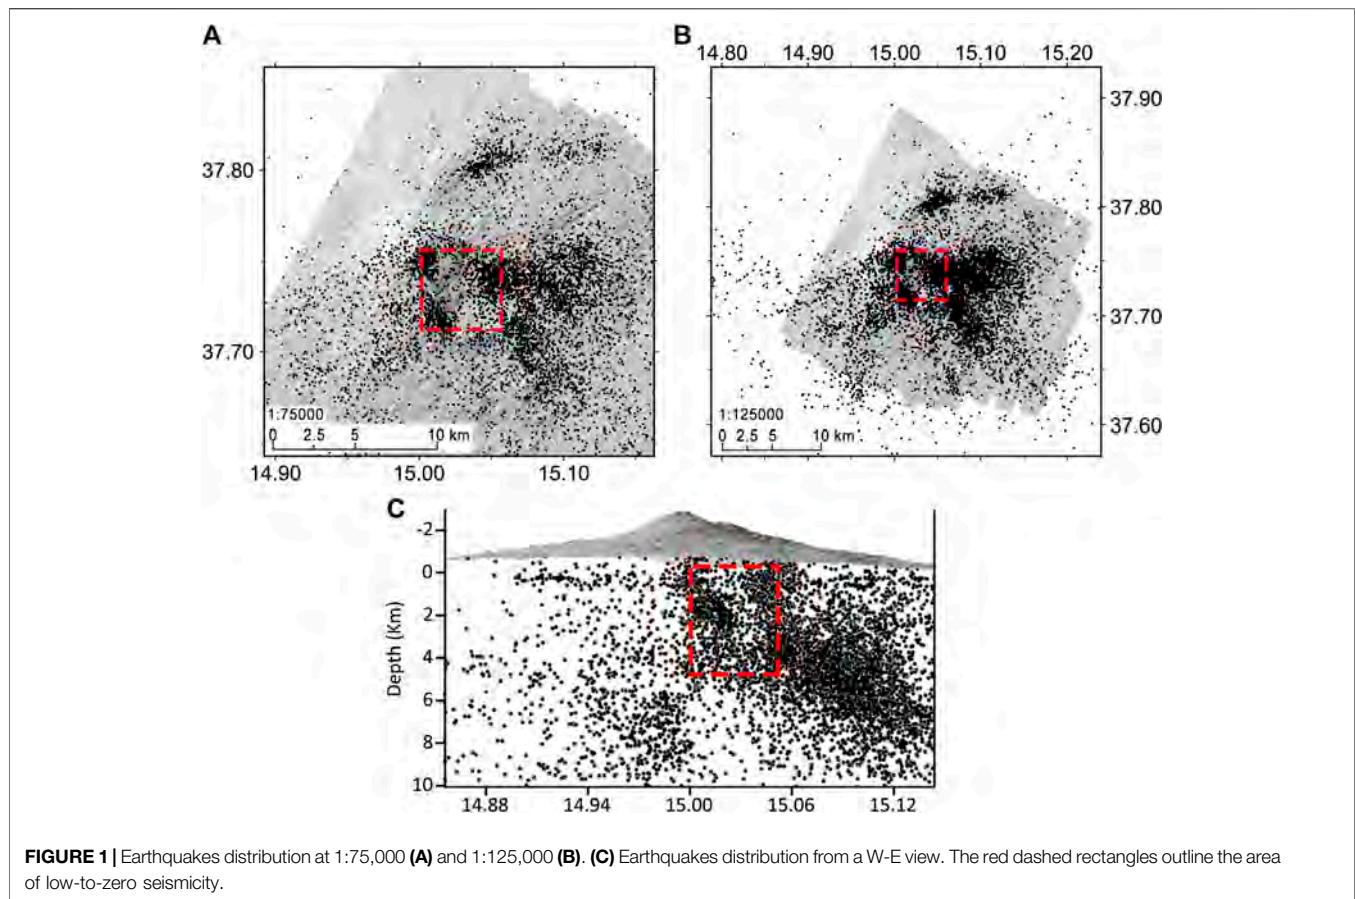 A
B
14.80 14.90 15.00 15.10 15.20
37.90
37.80
37.80
37.70
37.70
37.60
1:75000
0 2.5 5 10 km
1:125000
0 2.5 5 10 km
14.90 15.00 15.10
C
-2
0
2
4
6
8
10
Depth (Km)
14.88 14.94 15.00 15.06 15.12
FIGURE 1 | Earthquakes distribution at 1:75,000 (A) and 1:125,000 (B). (C) Earthquakes distribution from a W-E view. The red dashed rectangles outline the area
of low-to-zero seismicity.